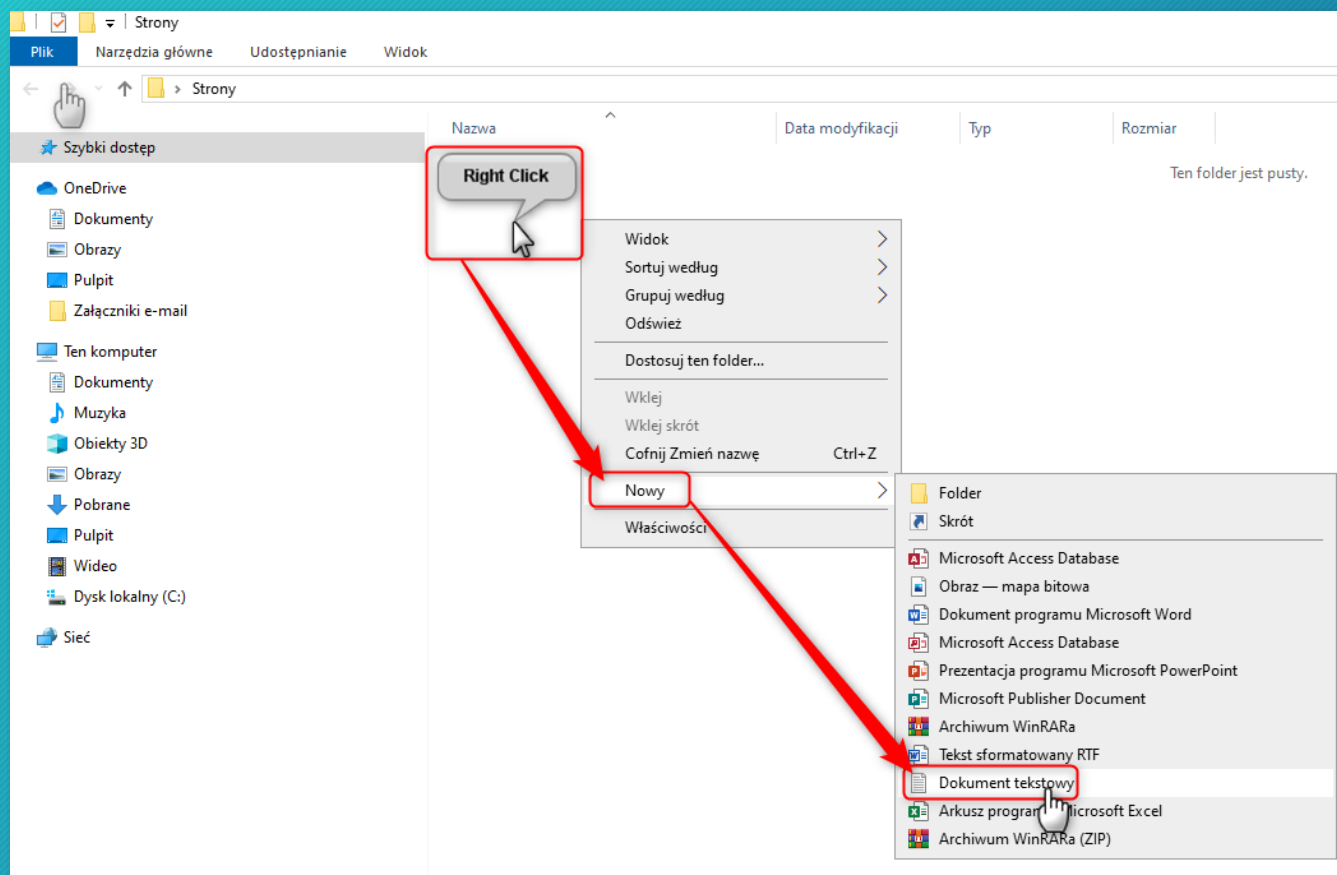 Strony
Plik Narzędzia główne Udostępnianie Widok
Strony
Nazwa Data modyfikacji Typ Rozmiar
Ten folder jest pusty.
Szybki dostęp
OneDrive
Dokumenty
Obrazy
Pulpit
Załączniki e-mail
Ten komputer
Dokumenty
Muzyka
Obiekty 3D
Obrazy
Pobrane
Pulpit
Wideo
Dysk lokalny (C:)
Sieć
Right Click
Widok
Sortuj według
Grupuj według
Odśwież
Dostosuj ten folder...
Wklej
Wklej skrót
Cofnij Zmień nazwę Ctrl+Z
Nowy
Właściwości
Folder
Skrót
Microsoft Access Database
Obraz — mapa bitowa
Dokument programu Microsoft Word
Microsoft Access Database
Prezentacja programu Microsoft PowerPoint
Microsoft Publisher Document
Archiwum WinRARa
Tekst sformatowany RTF
Dokument tekstowy
Arkusz programu Microsoft Excel
Archiwum WinRARa (ZIP)